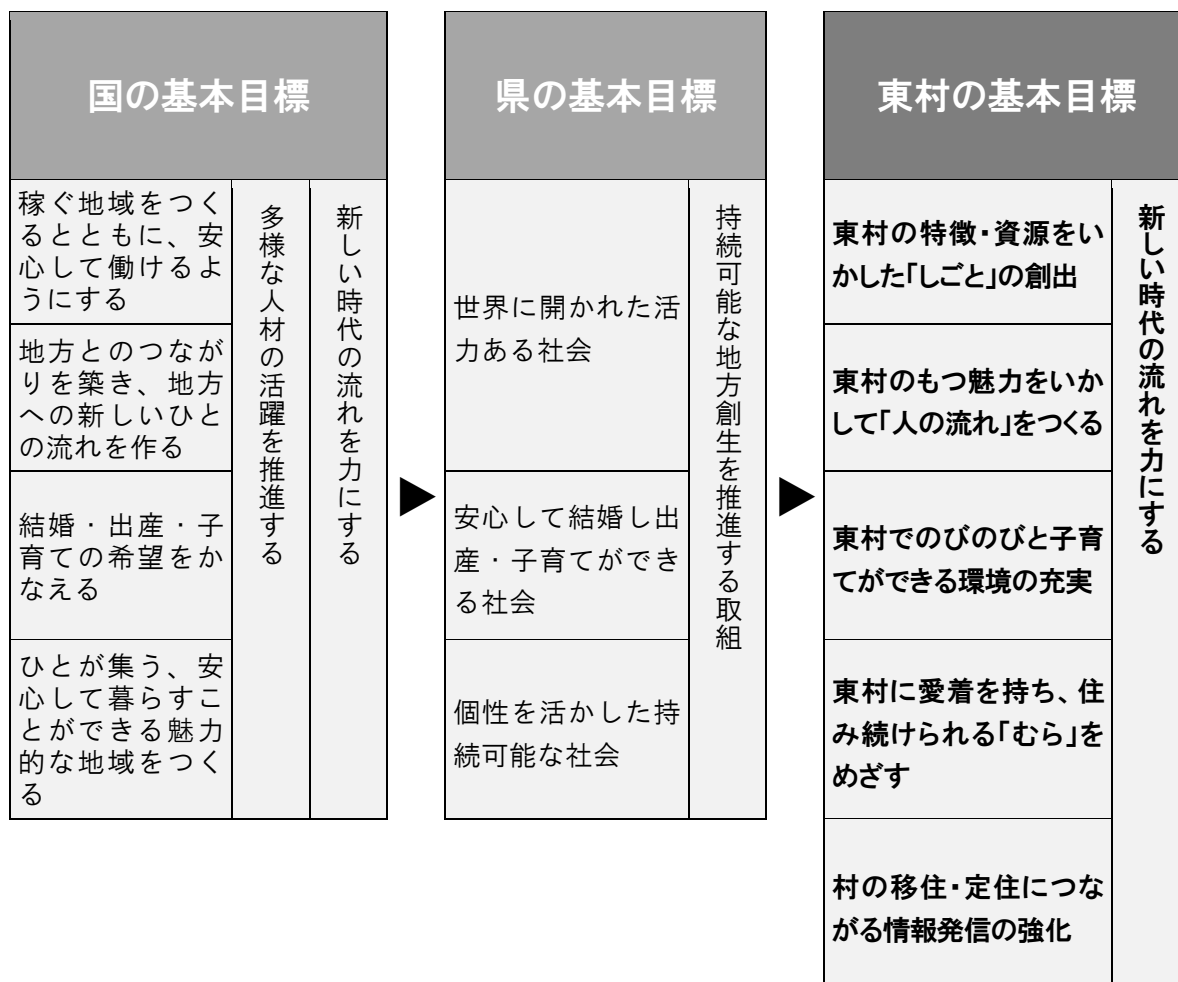 国の基本目標
稼ぐ地域をつく
るとともに、安
心して働けるよ
うにする
地方とのつなが
りを築き、地方
への新しいひと
の流れを作る
結婚・出産・子
育ての希望をか
なえる
ひとが集う、安
心して暮らすこ
とができる魅力
的な地域をつく
る
多様な人材の活躍を推進する
新しい時代の流れを力にする
県の基本目標
世界に開かれた活
力ある社会
安心して結婚し出
産・子育てができ
る社会
個性を活かした持
続可能な社会
持続可能な地方創生を推進する取組
東村の基本目標
東村の特徴・資源をい
かした「しごと」の創出
東村のもつ魅力をいか
して「人の流れ」をつくる
東村でのびのびと子育
てができる環境の充実
東村に愛着を持ち、住
み続けられる「むら」を
めざす
村の移住・定住につな
がる情報発信の強化
新しい時代の流れを力にする